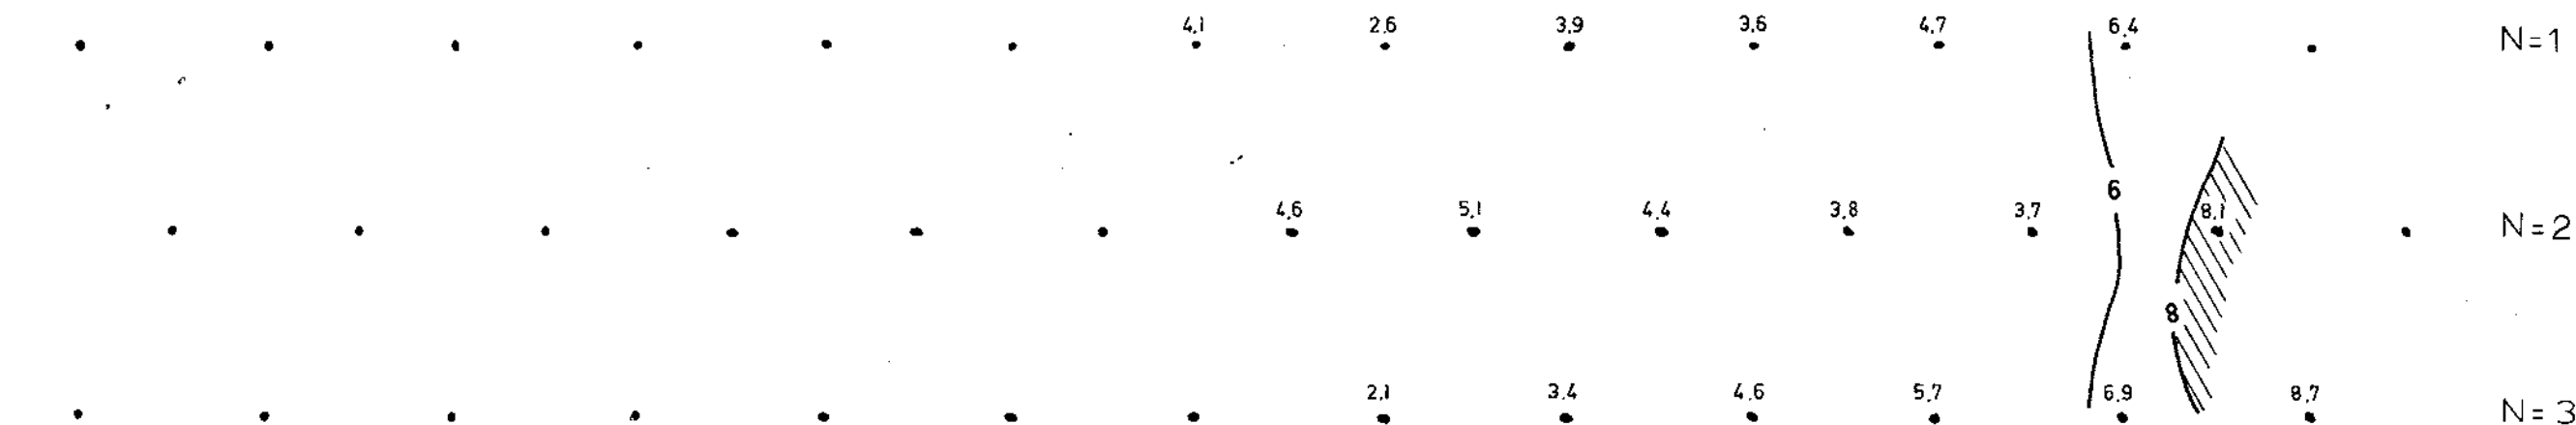 4.1 2.6 3.9 3.6 4.7 6.4 N=1
6
4.6 5.1 4.4 3.8 3.7 8.1 N=2
8
2.1 3.4 4.6 5.7 6.9 8.7 N=3